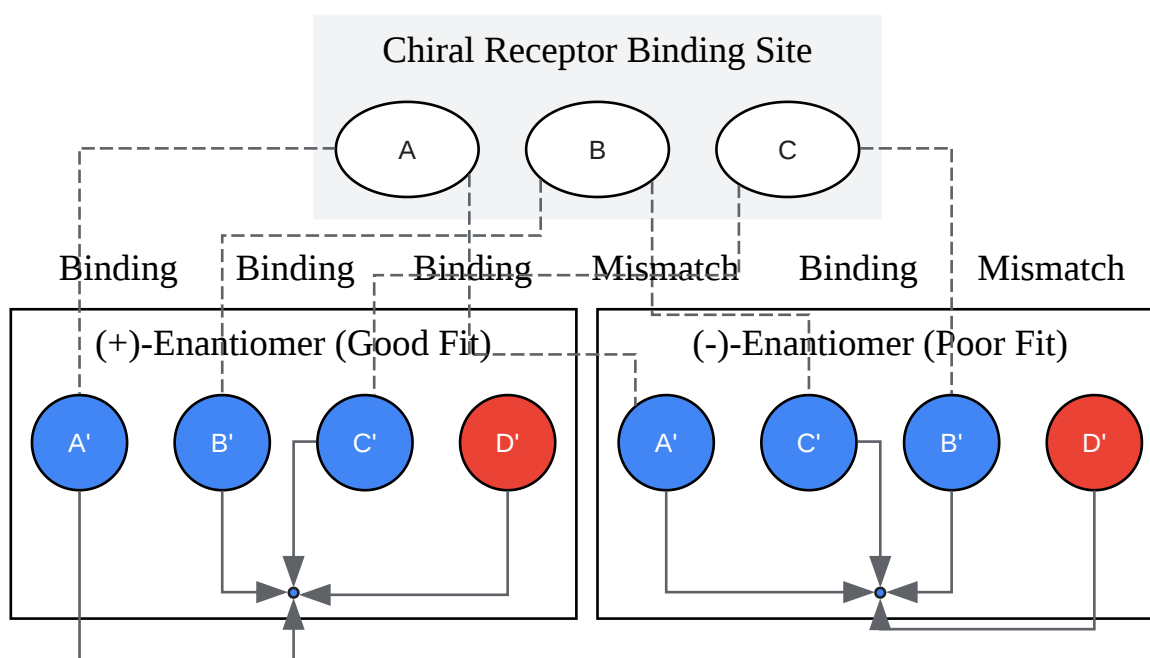 Chiral Receptor Binding Site
A B C
Binding Binding Binding Mismatch Binding Mismatch
(+)-Enantiomer (Good Fit) (-)-Enantiomer (Poor Fit)
A' B' C' D' A' C' B' D'